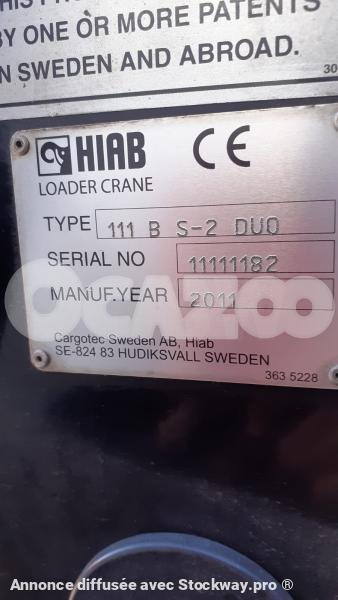 THIS
BY ONE OR MORE PATENTS
N SWEDEN AND ABROAD.
30
HIAB CE
LOADER CRANE
TYPE 111 B S-2 DUO
SERIAL NO 11111182
MANUF.YEAR 2011
OCAZOO
Cargotec Sweden AB, Hiab
SE-824 83 HUDIKSVALL SWEDEN
363 5228
Annonce diffusée avec Stockway.pro ®